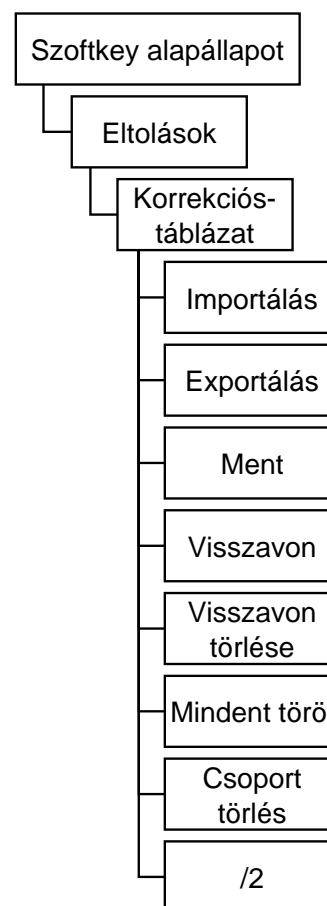 Szoftkey alapállapot
Eltolások
Korrekciós-
táblázat
Importálás
Exportálás
Ment
Visszavon
Visszavon
törlése
Mindent törö
Csoport
törlés
/2